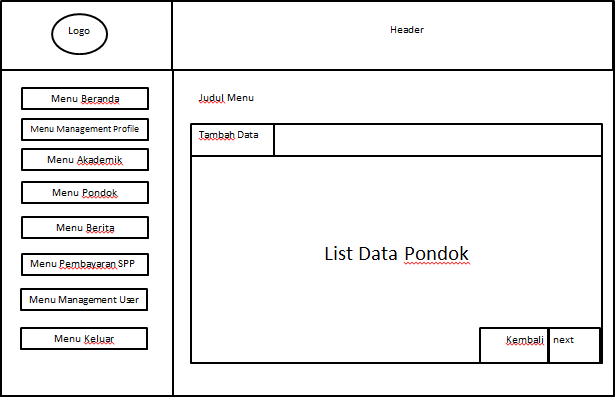 Logo
Header
Menu Beranda
Menu Management Profile
Menu Akademik
Menu Pondok
Menu Berita
Menu Pembayaran SPP
Menu Management User
Menu Keluar
Judul Menu
Tambah Data
List Data Pondok
Kembali
next